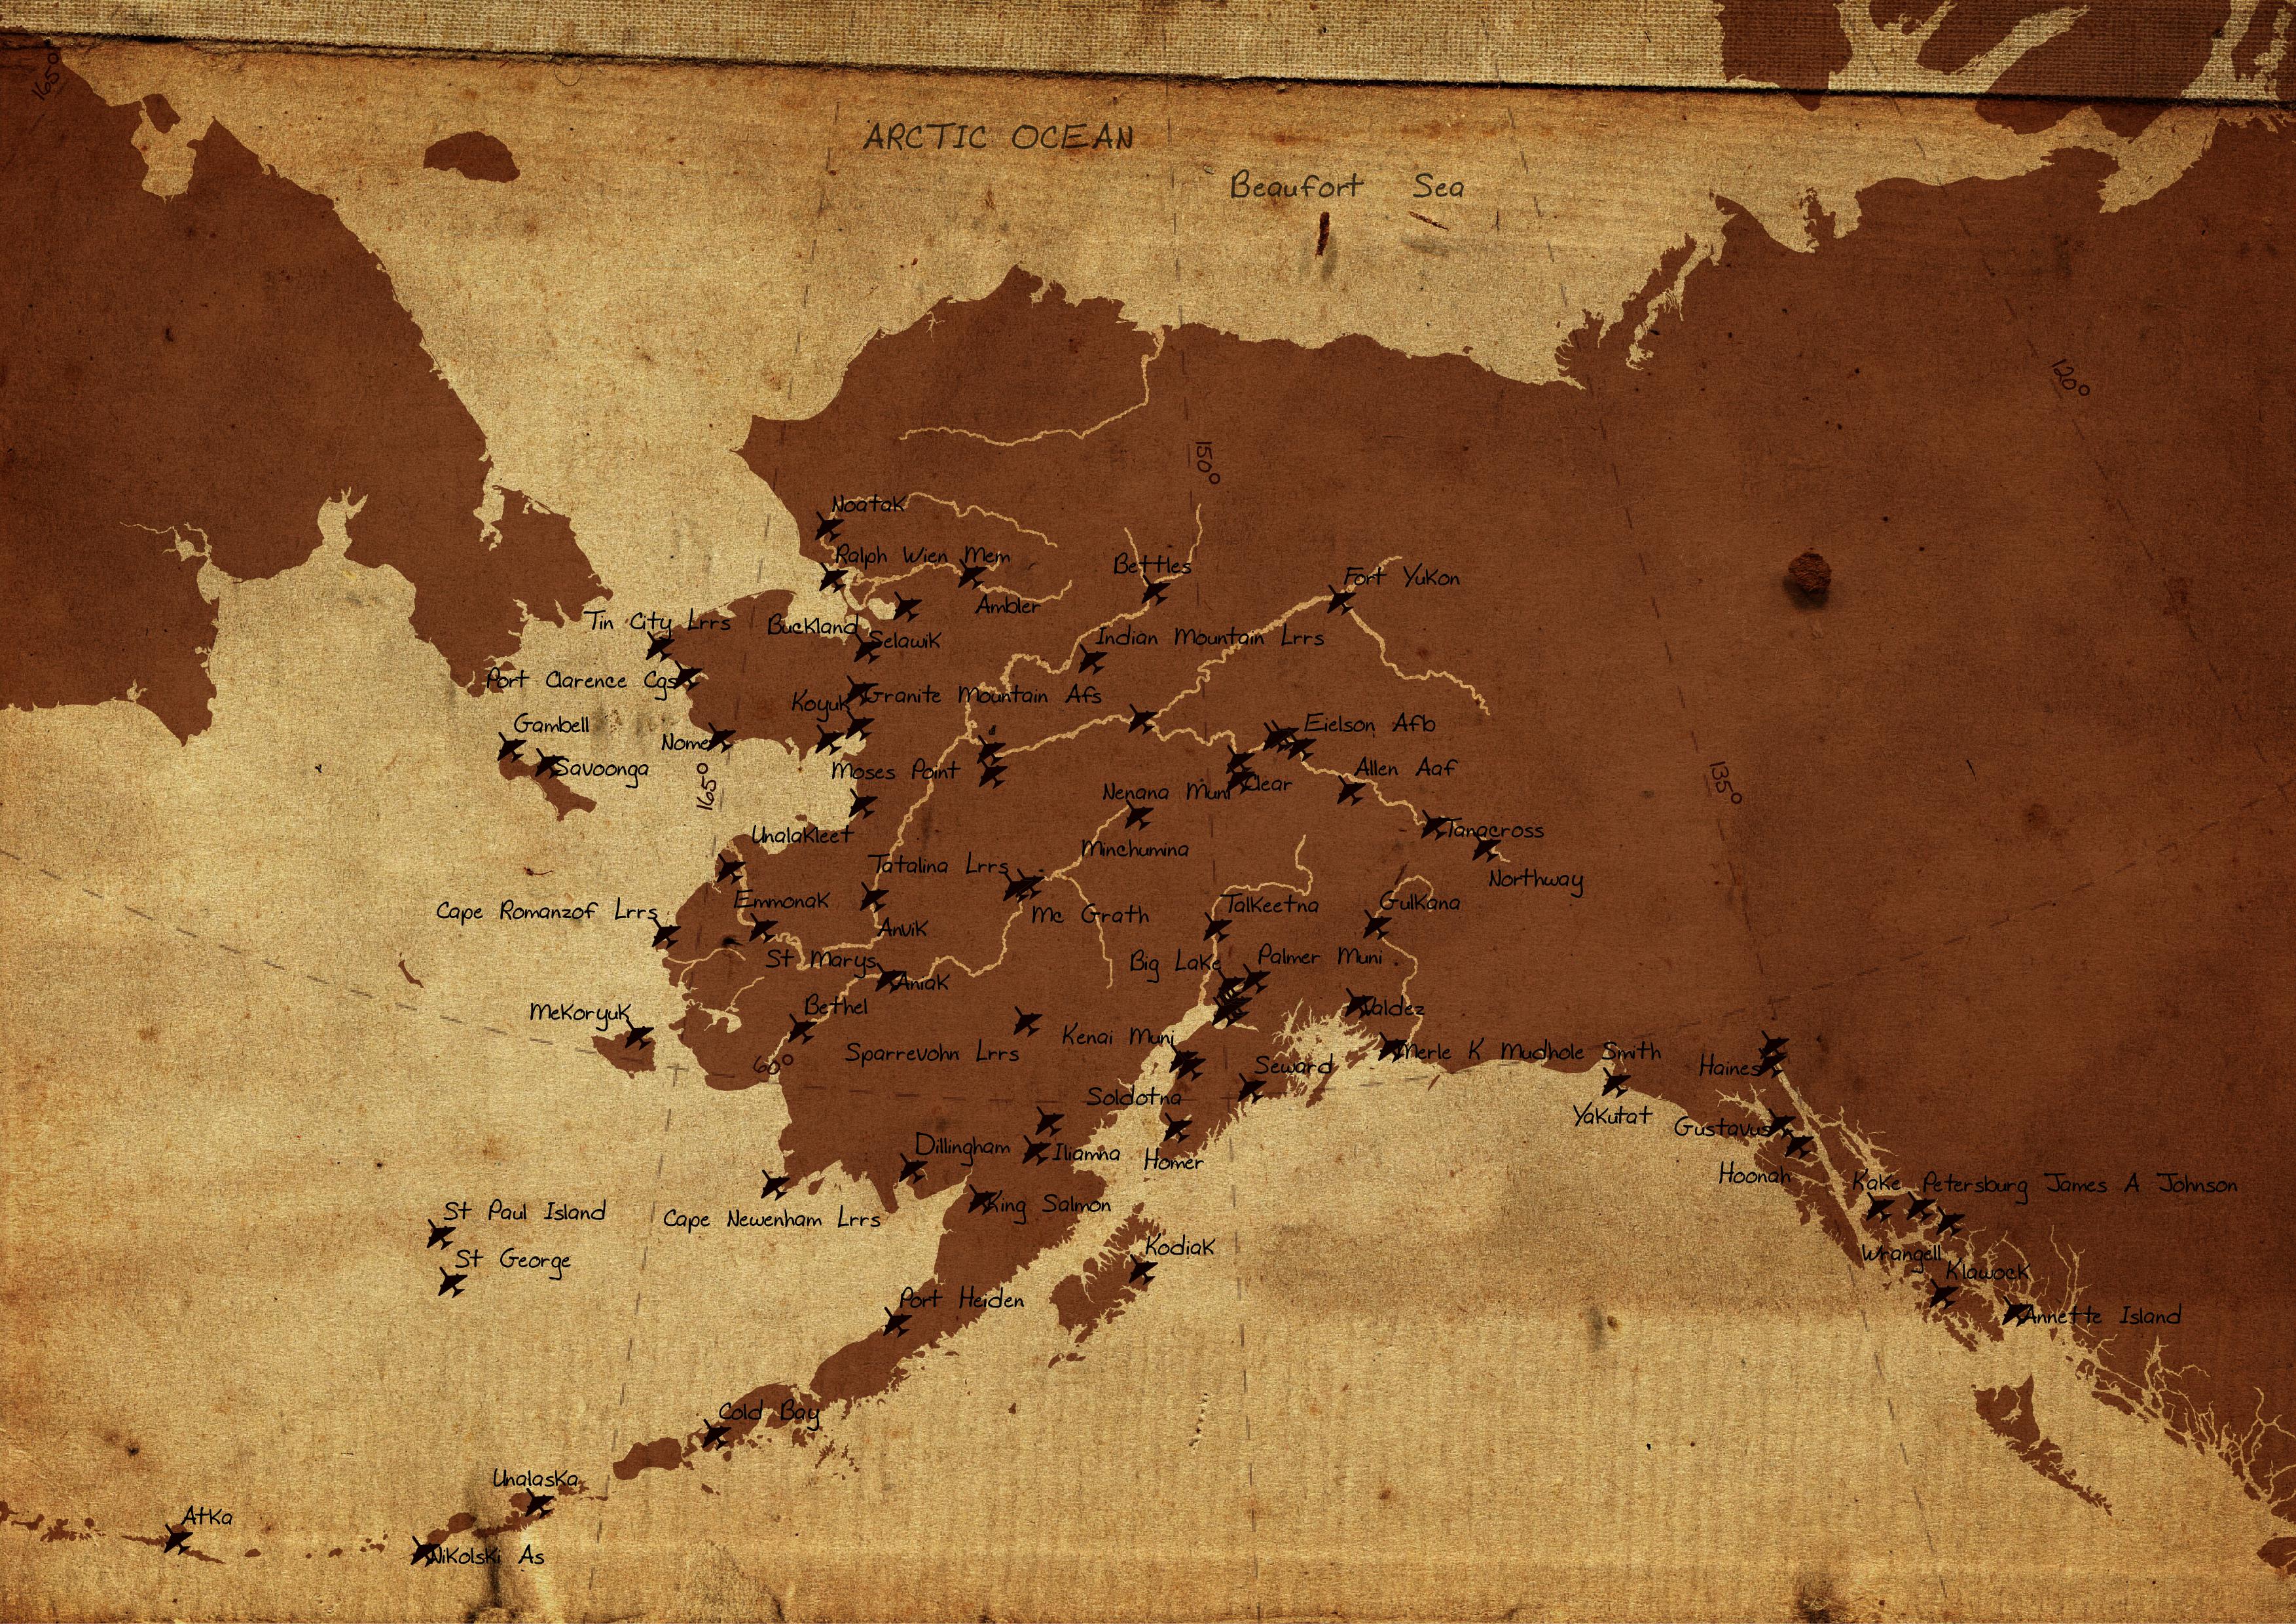 165°
ARCTIC OCEAN
Beaufort Sea
120°
150°
Noatak
Ralph Wien Mem
Bettles
Fort Yukon
Ambler
Tin City Lrrs
Buckland
Selawik
Indian Mountain Lrrs
Port Clarence Cgs
Koyuk
Granite Mountain Afs
Gambell
Nome
Eielson Afb
Savoonga
165°
Moses Point
Allen Aaf
135°
Nenana Muni
Clear
Unalakleet
Minchumina
Tanacross
Northway
Tatalina Lrrs
Emmonak
Cape Romanzof Lrrs
Mc Grath
Talkeetna
Gulkana
Anvik
St Marys
Aniak
Big Lake
Palmer Muni
Mekoryuk
Bethel
Valdez
Sparrevohn Lrrs
Kenai Muni
Merle K Mudhole Smith
60°
Seward
Haines
Soldotna
Yakutat
Gustavus
Dillingham
Iliamna
Homer
Hoonah
Kake
Petersburg James A Johnson
St Paul Island
Cape Newenham Lrrs
King Salmon
St George
Kodiak
Wrangell
Klawock
Port Heiden
Annette Island
Cold Bay
Unalaska
Atka
Nikolski As